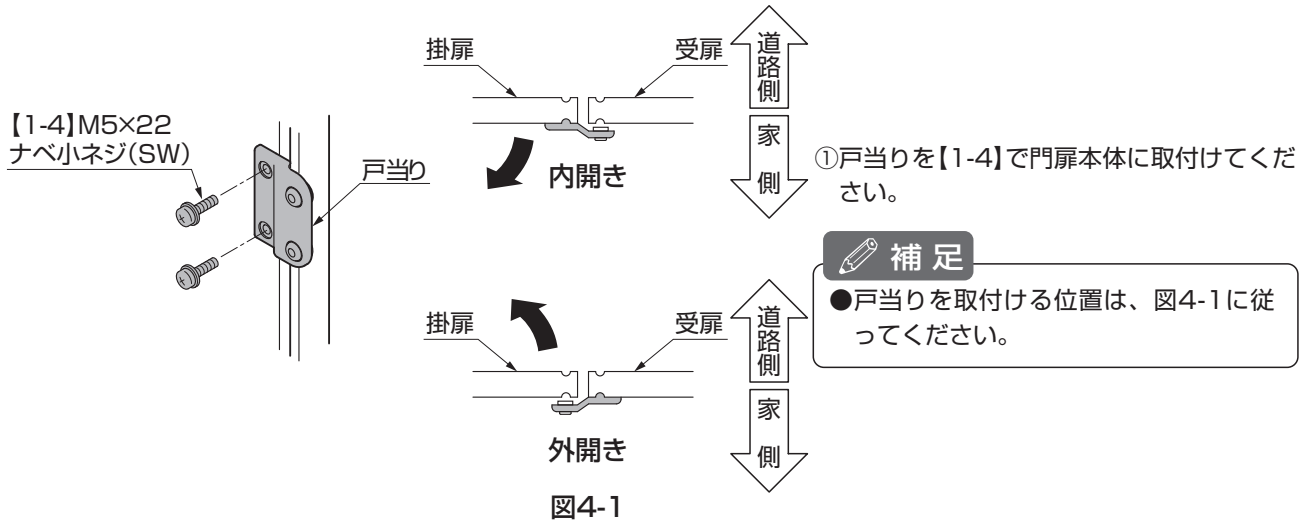 【1-4】M5×22
ナベ小ネジ(SW)
戸当り
掛扉
受扉
内開き
道路側
家側
掛扉
受扉
外開き
道路側
家側
図4-1
①戸当りを【1-4】で門扉本体に取付けてくだ
さい。
補足
●戸当りを取付ける位置は、図4-1に従
ってください。